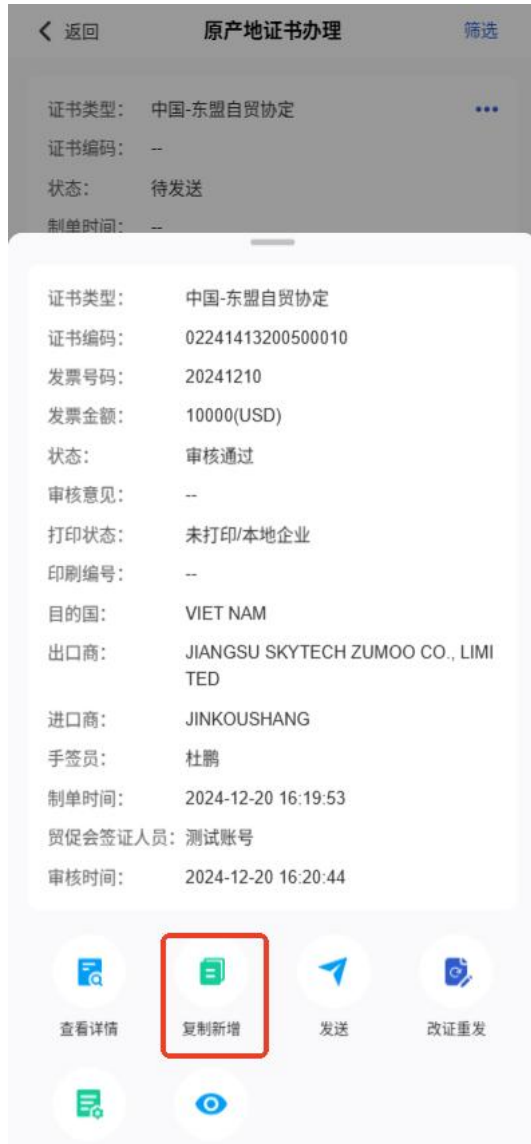 返回 原产地证书办理 筛选
证书类型： 中国-东盟自贸协定
证书编码： --
状态： 待发送
制单时间： --
证书类型： 中国-东盟自贸协定
证书编码： 02241413200500010
发票号码： 20241210
发票金额： 10000(USD)
状态： 审核通过
审核意见： --
打印状态： 未打印/本地企业
印刷编号： --
目的国： VIET NAM
出口商： JIANGSU SKYTECH ZUMOO CO., LIMI
TED
进口商： JINKOUSHANG
手签员： 杜鹏
制单时间： 2024-12-20 16:19:53
贸促会签证人员：测试账号
审核时间： 2024-12-20 16:20:44
查看详情 复制新增 发送 改证重发